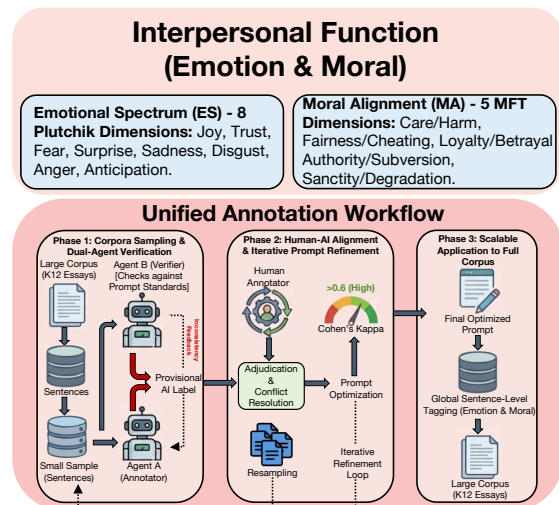 Interpersonal Function
(Emotion & Moral)
Emotional Spectrum (ES) - 8
Plutchik Dimensions: Joy, Trust,
Fear, Surprise, Sadness, Disgust,
Anger, Anticipation.
Moral Alignment (MA) - 5 MFT
Dimensions: Care/Harm,
Fairness/Cheating, Loyalty/Betrayal
Authority/Subversion,
Sanctity/Degradation.
Unified Annotation Workflow
Phase 1: Corpora Sampling &
Dual-Agent Verification
Large Corpus
(K12 Essays)
Agent B (Verifier)
[Checks against
Prompt Standards]
Inconsistency
Feedback
Sentences
Provisional
AI Label
Small Sample
(Sentences)
Agent A
(Annotator)
Phase 2: Human-AI Alignment
& Iterative Prompt Refinement
Human
Annotator
>0.6 (High)
Cohen's Kappa
Adjudication
&
Conflict
Resolution
Prompt
Optimization
Resampling
Iterative
Refinement
Loop
Phase 3: Scalable
Application to Full
Corpus
Final Optimized
Prompt
Global Sentence-Level
Tagging (Emotion & Moral)
Large Corpus
(K12 Essays)